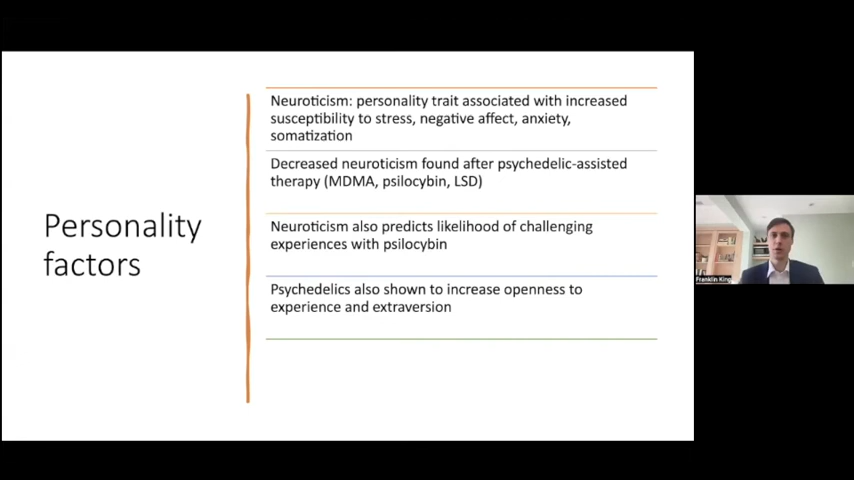 Personality
factors
Neuroticism: personality trait associated with increased
susceptibility to stress, negative affect, anxiety,
somatization
Decreased neuroticism found after psychedelic-assisted
therapy (MDMA, psilocybin, LSD)
Neuroticism also predicts likelihood of challenging
experiences with psilocybin
Psychedelics also shown to increase openness to
experience and extraversion
Franklin King